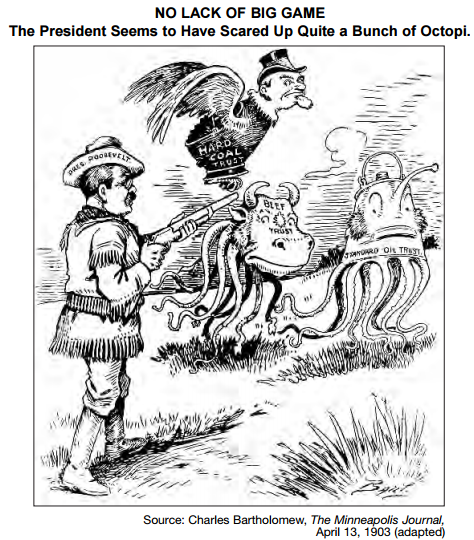 NO LACK OF BIG GAME
The President Seems to Have Scared Up Quite a Bunch of Octopi.
PRES. ROOSEVELT.
HARD
COAL
TRUST
BEEF
TRUST
STANDARD OIL TRUST
Source: Charles Bartholomew, The Minneapolis Journal,
April 13, 1903 (adapted)